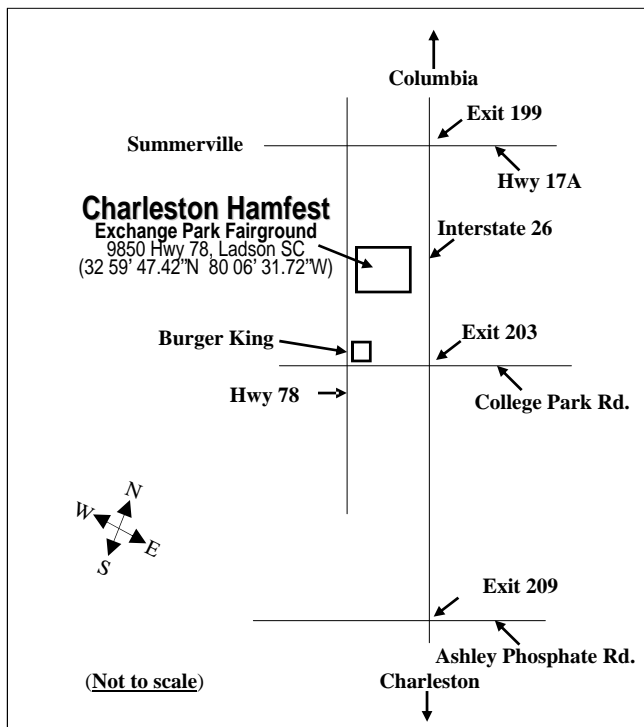 Columbia
Exit 199
Summerville
Hwy 17A
Charleston Hamfest
Exchange Park Fairground
9850 Hwy 78, Ladson SC
(32 59’ 47.42”N 80 06’ 31.72”W)
Interstate 26
Burger King
Exit 203
Hwy 78
College Park Rd.
N
W
E
S
Exit 209
Ashley Phosphate Rd.
(Not to scale)
Charleston